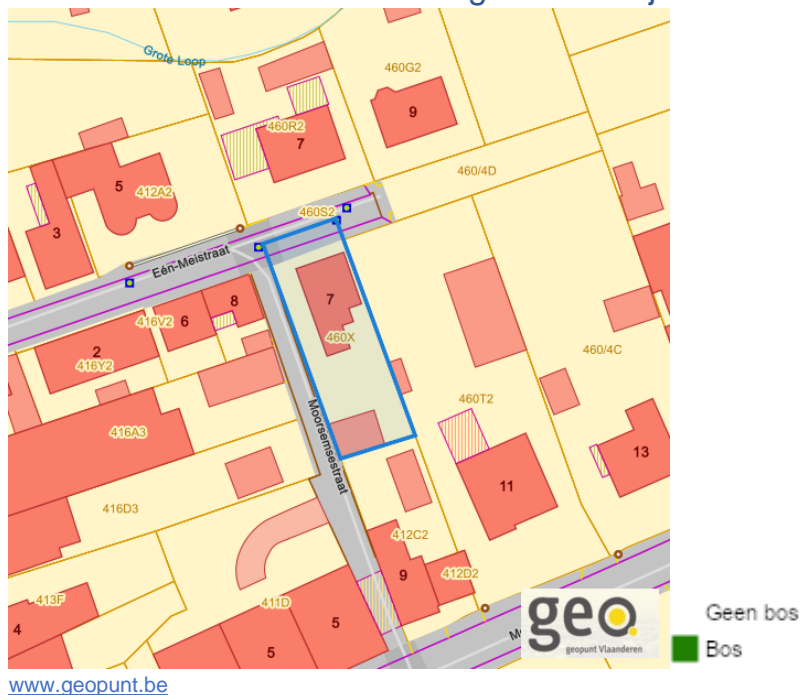 Grote Loop
460G2
9
460R2
7
460/4D
5
412A2
460S2
3
Eén-Meistraat
8
7
416V2
6
2
460X
416Y2
460/4C
460T2
Moorsemsestraat
416A3
13
11
416D3
412C2
9
412D2
413F
411D
geo
geopunt Vlaanderen
Geen bos
4
5
5
Bos
www.geopunt.be